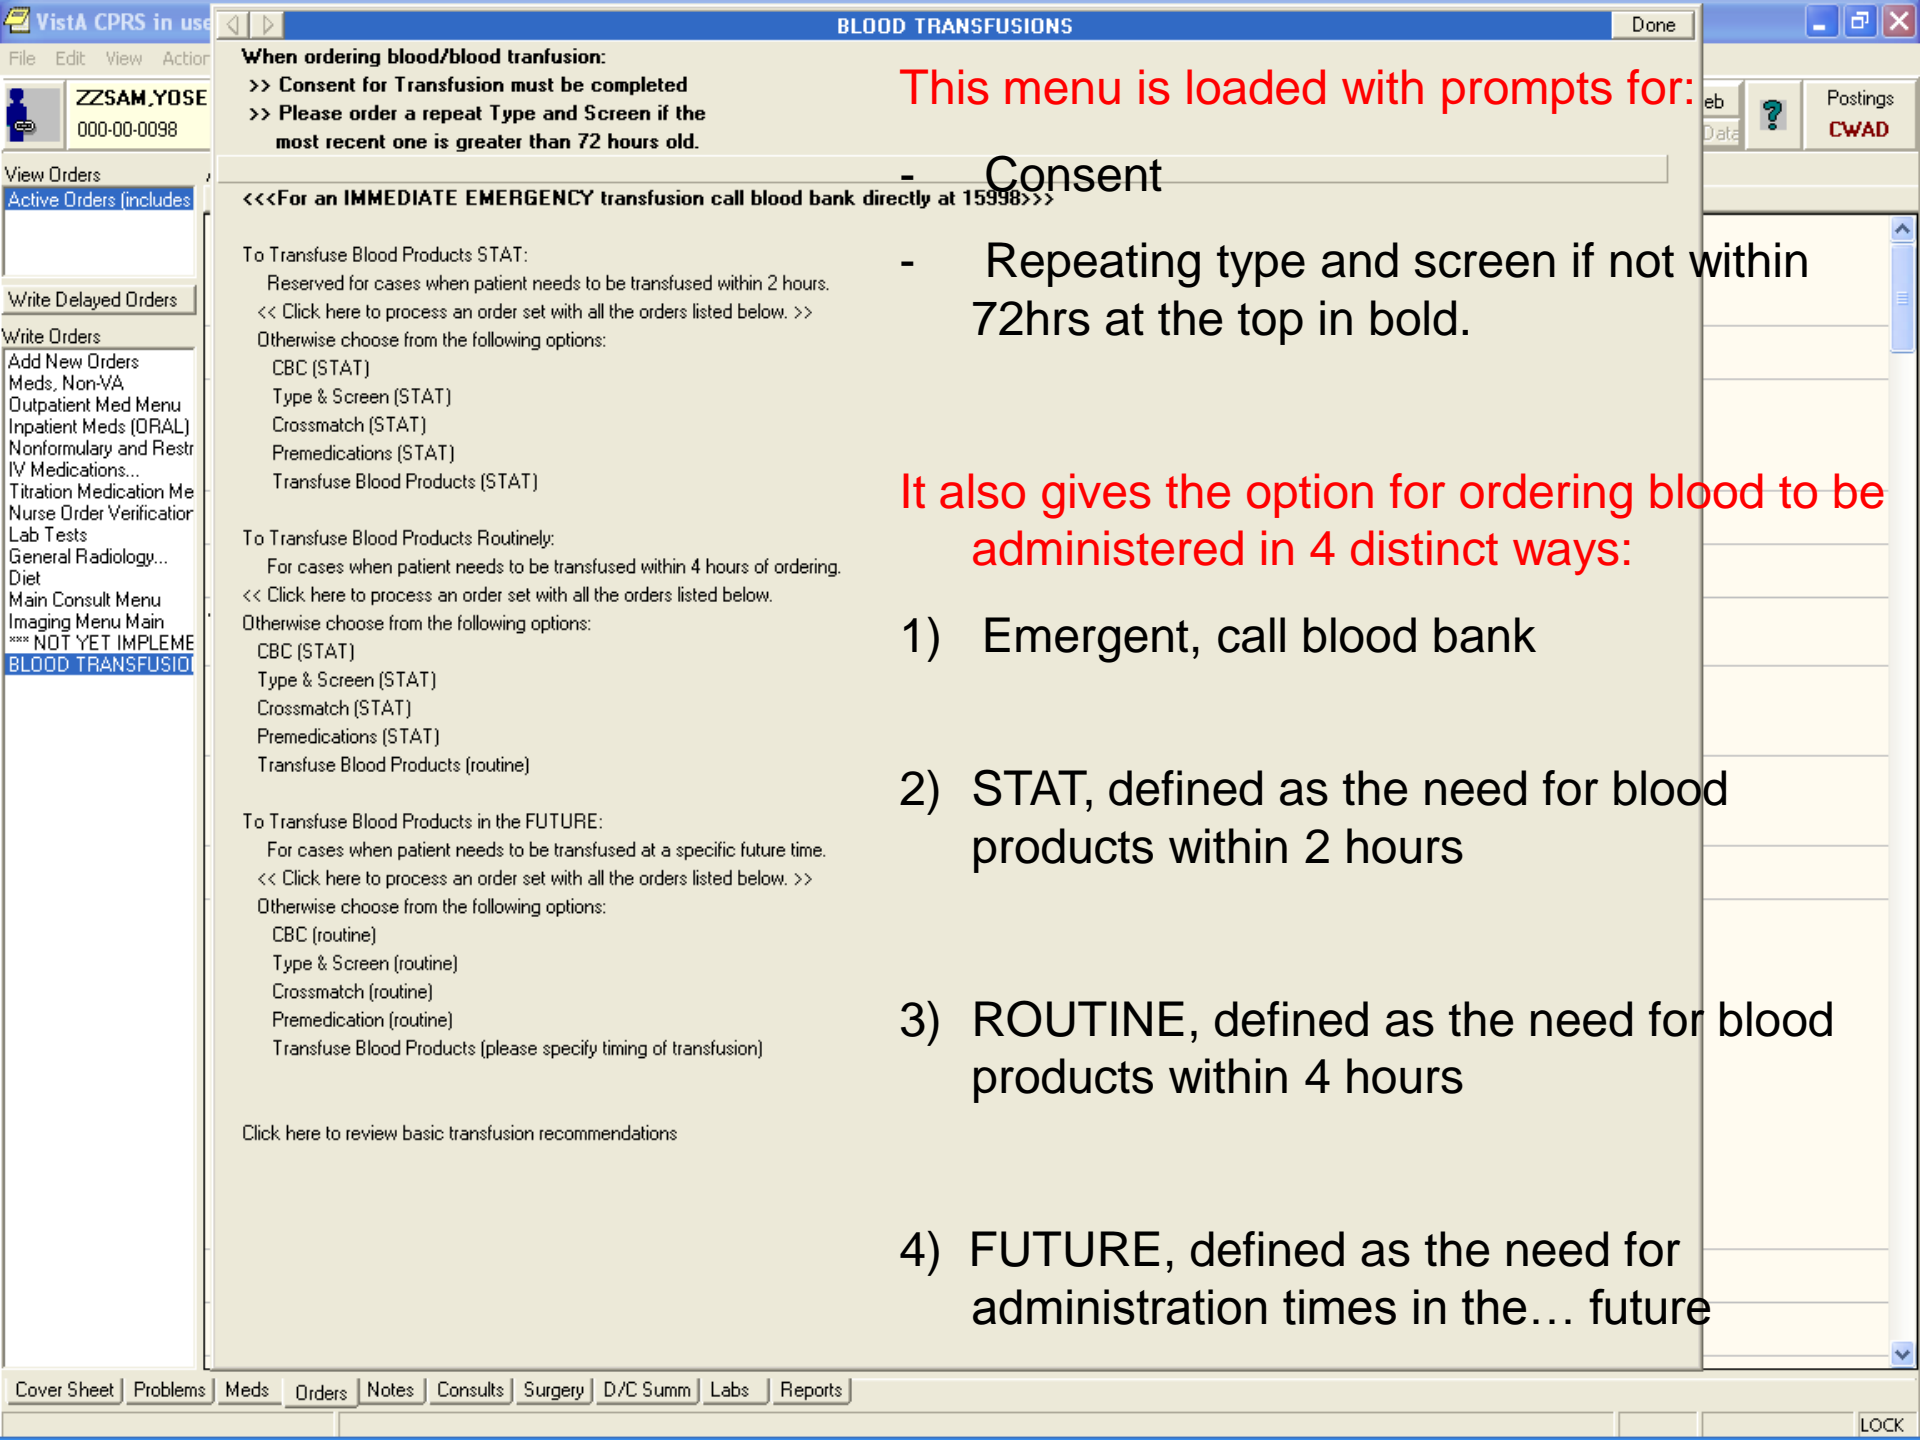 VistA CPRS in use
BLOOD TRANSFUSIONS
Done
File Edit View Action
ZZSAM,YOSE
000-00-0098
eb
Data
?
Postings
CWAD
View Orders
Active Orders (includes
Write Delayed Orders
Write Orders
Add New Orders
Meds, Non-VA
Outpatient Med Menu
Inpatient Meds (ORAL)
Nonformulary and Restr
IV Medications...
Titration Medication Me
Nurse Order Verification
Lab Tests
General Radiology...
Diet
Main Consult Menu
Imaging Menu Main
*** NOT YET IMPLEME
BLOOD TRANSFUSIO
When ordering blood/blood tranfusion:
>> Consent for Transfusion must be completed
>> Please order a repeat Type and Screen if the
most recent one is greater than 72 hours old.
<<<For an IMMEDIATE EMERGENCY transfusion call blood bank directly at 15998>>>
To Transfuse Blood Products STAT:
Reserved for cases when patient needs to be transfused within 2 hours.
<< Click here to process an order set with all the orders listed below. >>
Otherwise choose from the following options:
CBC (STAT)
Type & Screen (STAT)
Crossmatch (STAT)
Premedications (STAT)
Transfuse Blood Products (STAT)
To Transfuse Blood Products Routinely:
For cases when patient needs to be transfused within 4 hours of ordering.
<< Click here to process an order set with all the orders listed below.
Otherwise choose from the following options:
CBC (STAT)
Type & Screen (STAT)
Crossmatch (STAT)
Premedications (STAT)
Transfuse Blood Products (routine)
To Transfuse Blood Products in the FUTURE:
For cases when patient needs to be transfused at a specific future time.
<< Click here to process an order set with all the orders listed below. >>
Otherwise choose from the following options:
CBC (routine)
Type & Screen (routine)
Crossmatch (routine)
Premedication (routine)
Transfuse Blood Products (please specify timing of transfusion)
Click here to review basic transfusion recommendations
This menu is loaded with prompts for:
- Consent
- Repeating type and screen if not within
72hrs at the top in bold.
It also gives the option for ordering blood to be
administered in 4 distinct ways:
1) Emergent, call blood bank
2) STAT, defined as the need for blood
products within 2 hours
3) ROUTINE, defined as the need for blood
products within 4 hours
4) FUTURE, defined as the need for
administration times in the… future
Cover Sheet Problems Meds Orders Notes Consults Surgery D/C Summ Labs Reports
LOCK